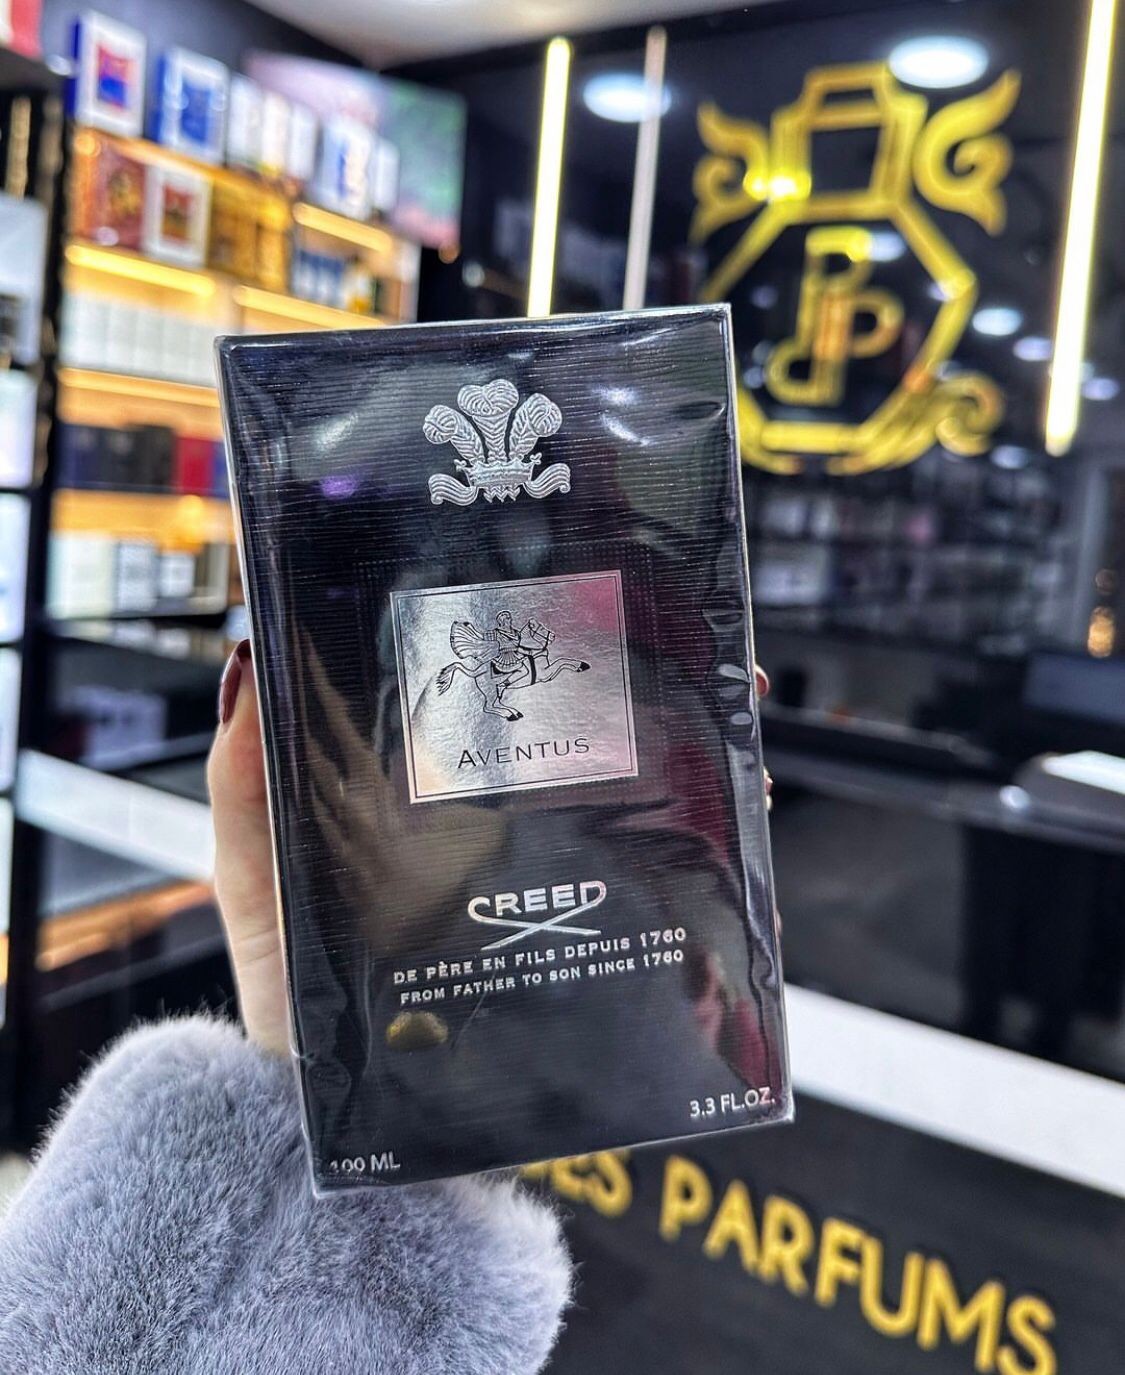 AVENTUS
CREED
DE PÈRE EN FILS DEPUIS 1760
FROM FATHER TO SON SINCE 1760
3.3 FL.OZ.
100 ML
PARFUMS